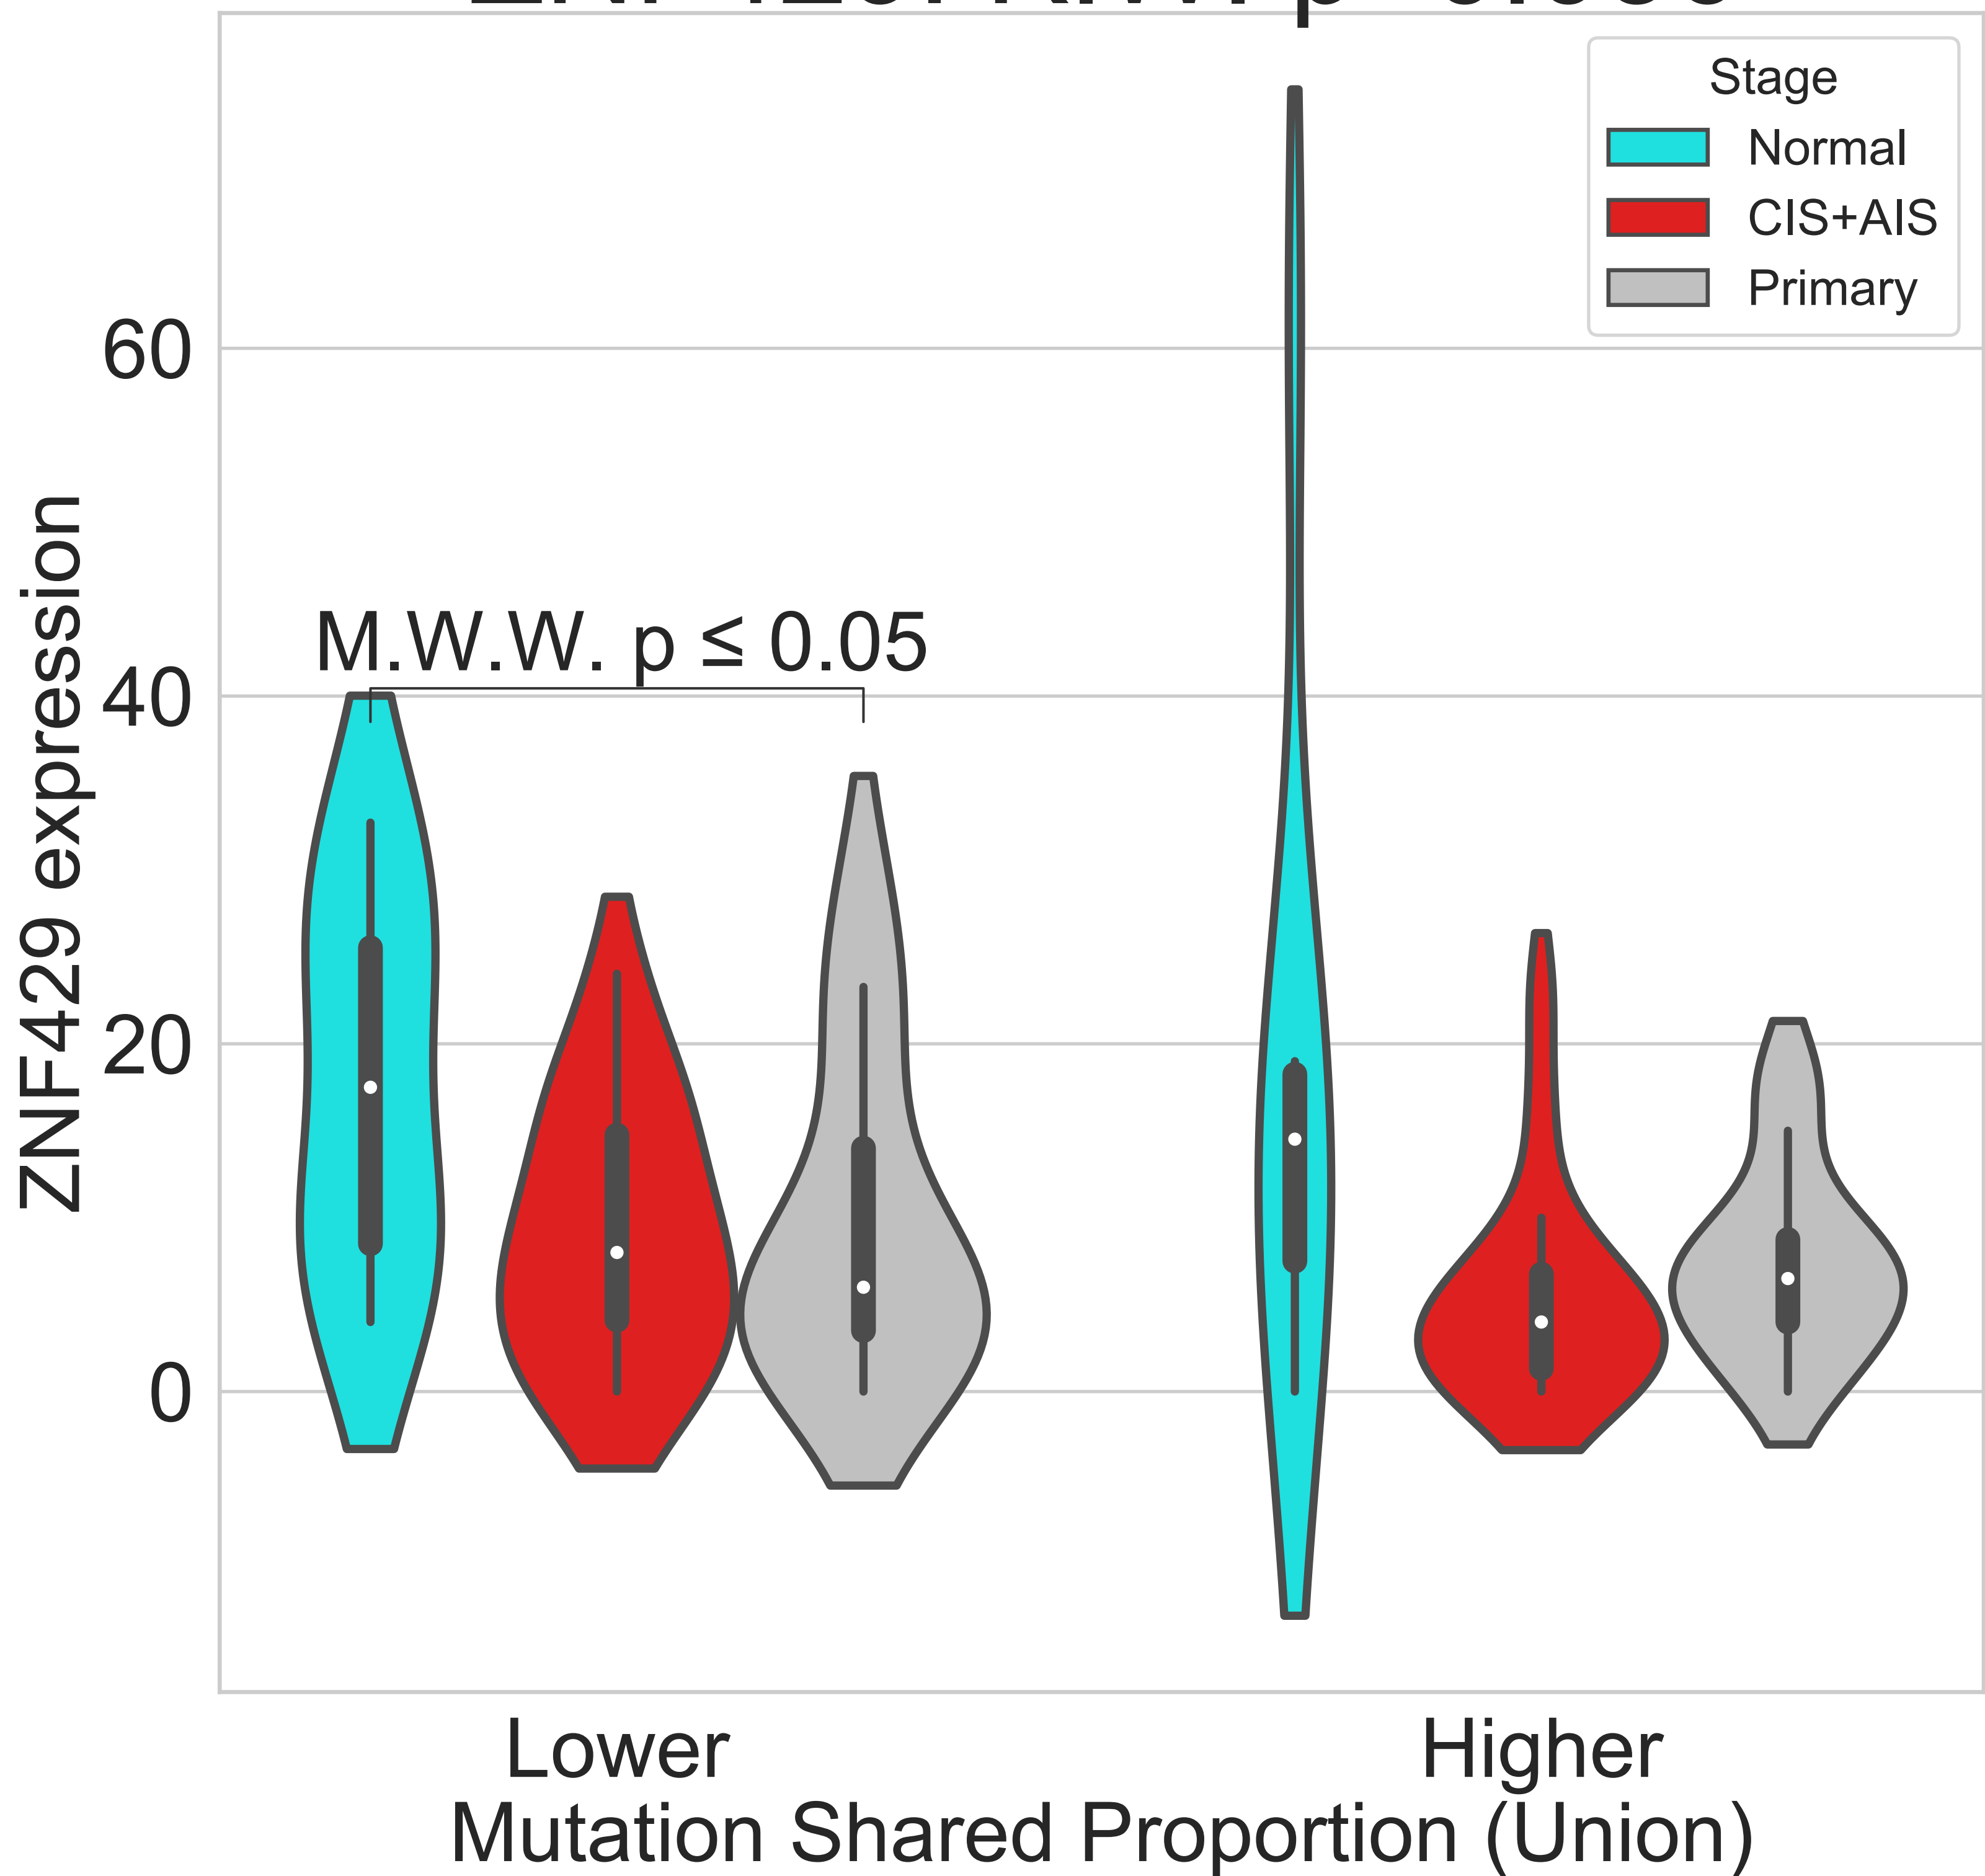 Stage
Normal
CIS+AIS
Primary
60
40
20
0
ZNF429 expression
M.W.W. p ≤ 0.05
Lower
Higher
Mutation Shared Proportion (Union)